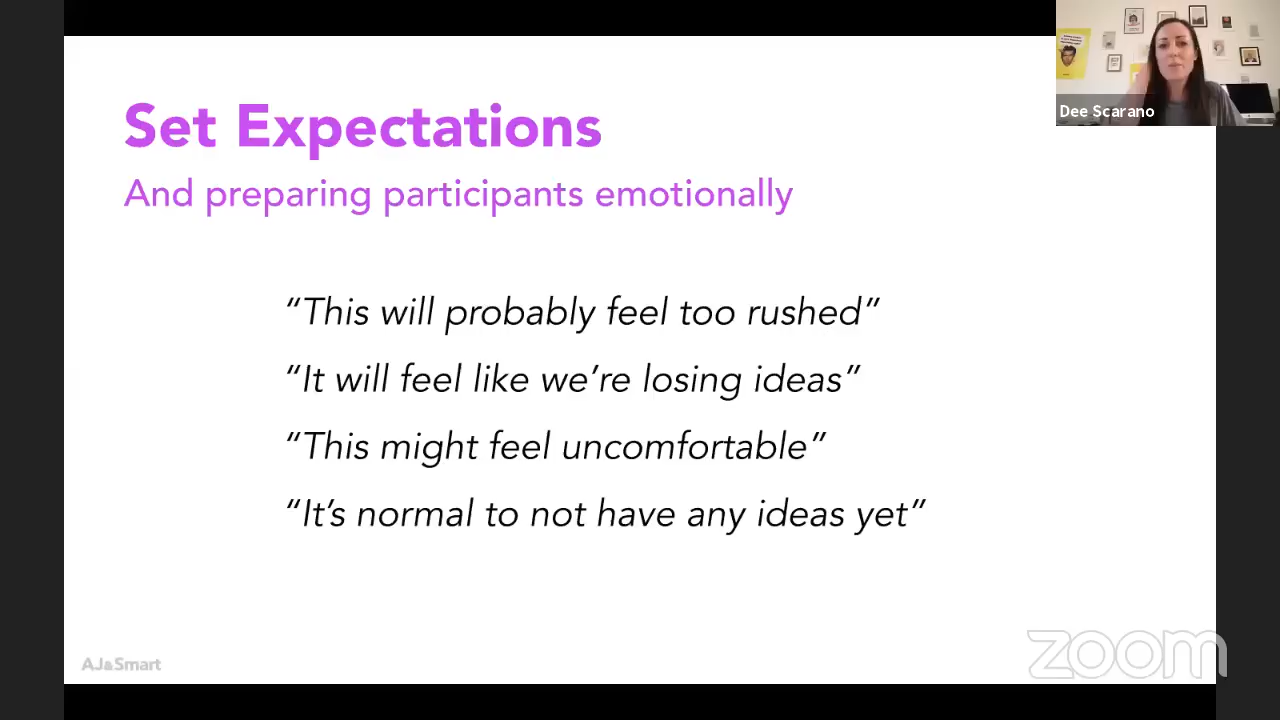 Set Expectations
And preparing participants emotionally
“This will probably feel too rushed”
“It will feel like we’re losing ideas”
“This might feel uncomfortable”
“It’s normal to not have any ideas yet”
AJ&Smart
zoom
Dee Scarano